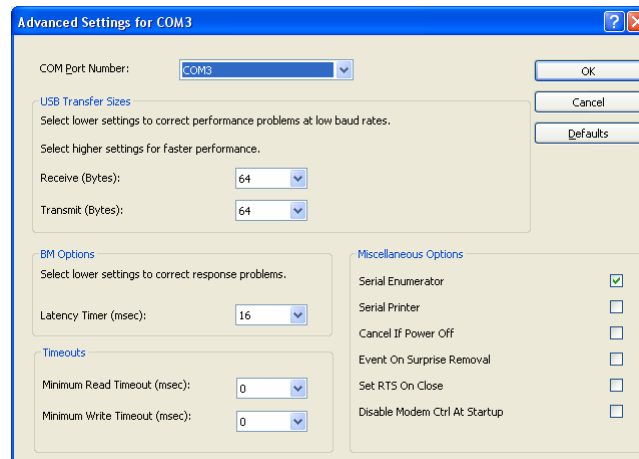 Advanced Settings for COM3
COM Port Number: COM3
OK
Cancel
Defaults
USB Transfer Sizes
Select lower settings to correct performance problems at low baud rates.
Select higher settings for faster performance.
Receive (Bytes): 64
Transmit (Bytes): 64
BM Options
Select lower settings to correct response problems.
Latency Timer (msec): 16
Timeouts
Minimum Read Timeout (msec): 0
Minimum Write Timeout (msec): 0
Miscellaneous Options
Serial Enumerator
Serial Printer
Cancel If Power Off
Event On Surprise Removal
Set RTS On Close
Disable Modem Ctrl At Startup